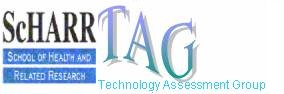 ScHARR
SCHOOL OF HEALTH AND
RELATED RESEARCH
TAG
Technology Assessment Group